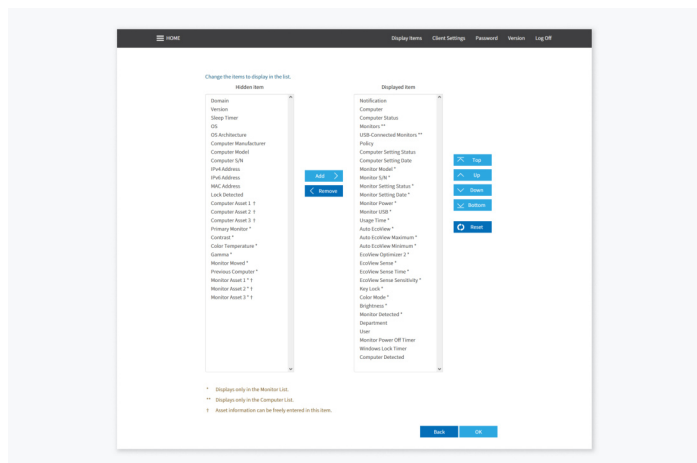 HOME Display Items Client Settings Password Version Log Off
Change the items to display in the list.
Hidden item
Domain
Version
Sleep Timer
OS
OS Architecture
Computer Manufacturer
Computer Model
Computer S/N
IPv4 Address
IPv6 Address
MAC Address
Lock Detected
Computer Asset 1 †
Computer Asset 2 †
Computer Asset 3 †
Primary Monitor *
Contrast *
Color Temperature *
Gamma *
Monitor Moved *
Previous Computer *
Monitor Asset 1 * †
Monitor Asset 2 * †
Monitor Asset 3 * †
Add
Remove
Displayed item
Notification
Computer
Computer Status
Monitors **
USB-Connected Monitors **
Policy
Computer Setting Status
Computer Setting Date
Monitor Model *
Monitor S/N *
Monitor Setting Status *
Monitor Setting Date *
Monitor Power *
Monitor USB *
Usage Time *
Auto EcoView *
Auto EcoView Maximum *
Auto EcoView Minimum *
EcoView Optimizer 2 *
EcoView Sense *
EcoView Sense Time *
EcoView Sense Sensitivity *
Key Lock *
Color Mode *
Brightness *
Monitor Detected *
Department
User
Monitor Power Off Timer
Windows Lock Timer
Computer Detected
Top
Up
Down
Bottom
Reset
* Displays only in the Monitor List.
** Displays only in the Computer List.
† Asset information can be freely entered in this item.
Back OK